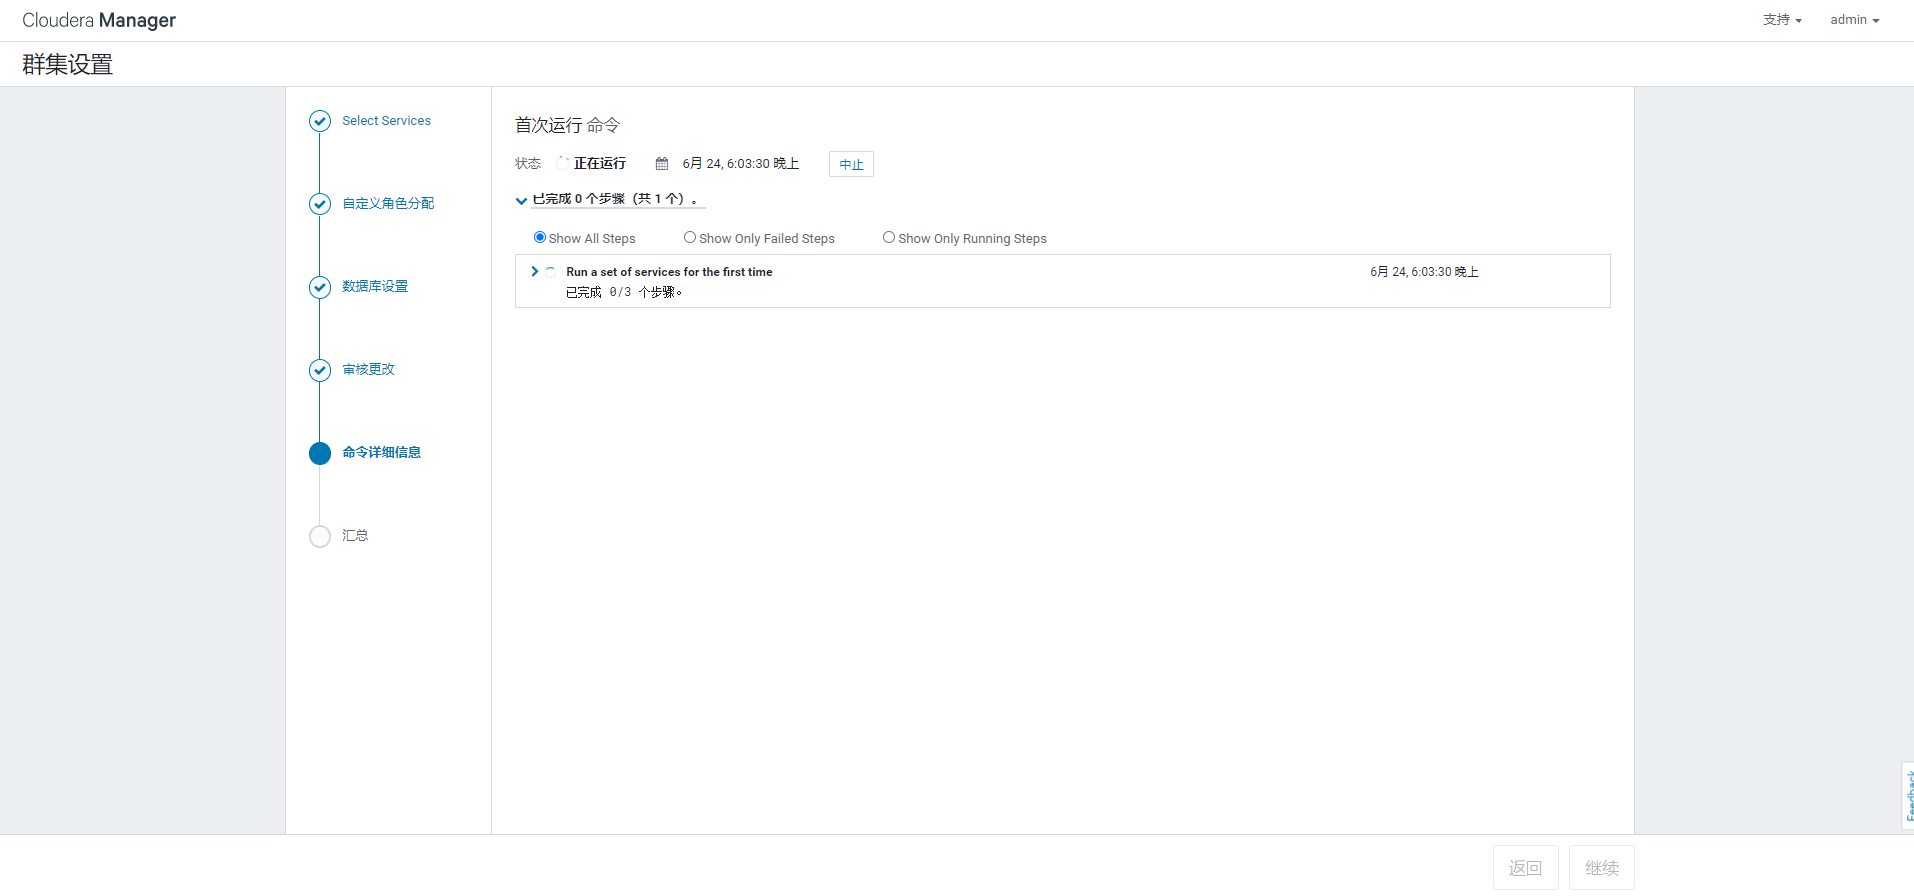 Cloudera Manager
支持
admin
群集设置
Select Services
自定义角色分配
数据库设置
审核更改
命令详细信息
汇总
首次运行 命令
状态 正在运行 6月 24, 6:03:30 晚上 中止
已完成 0 个步骤（共 1 个）。
Show All Steps Show Only Failed Steps Show Only Running Steps
Run a set of services for the first time 6月 24, 6:03:30 晚上
已完成 0/3 个步骤。
Feedback
返回 继续